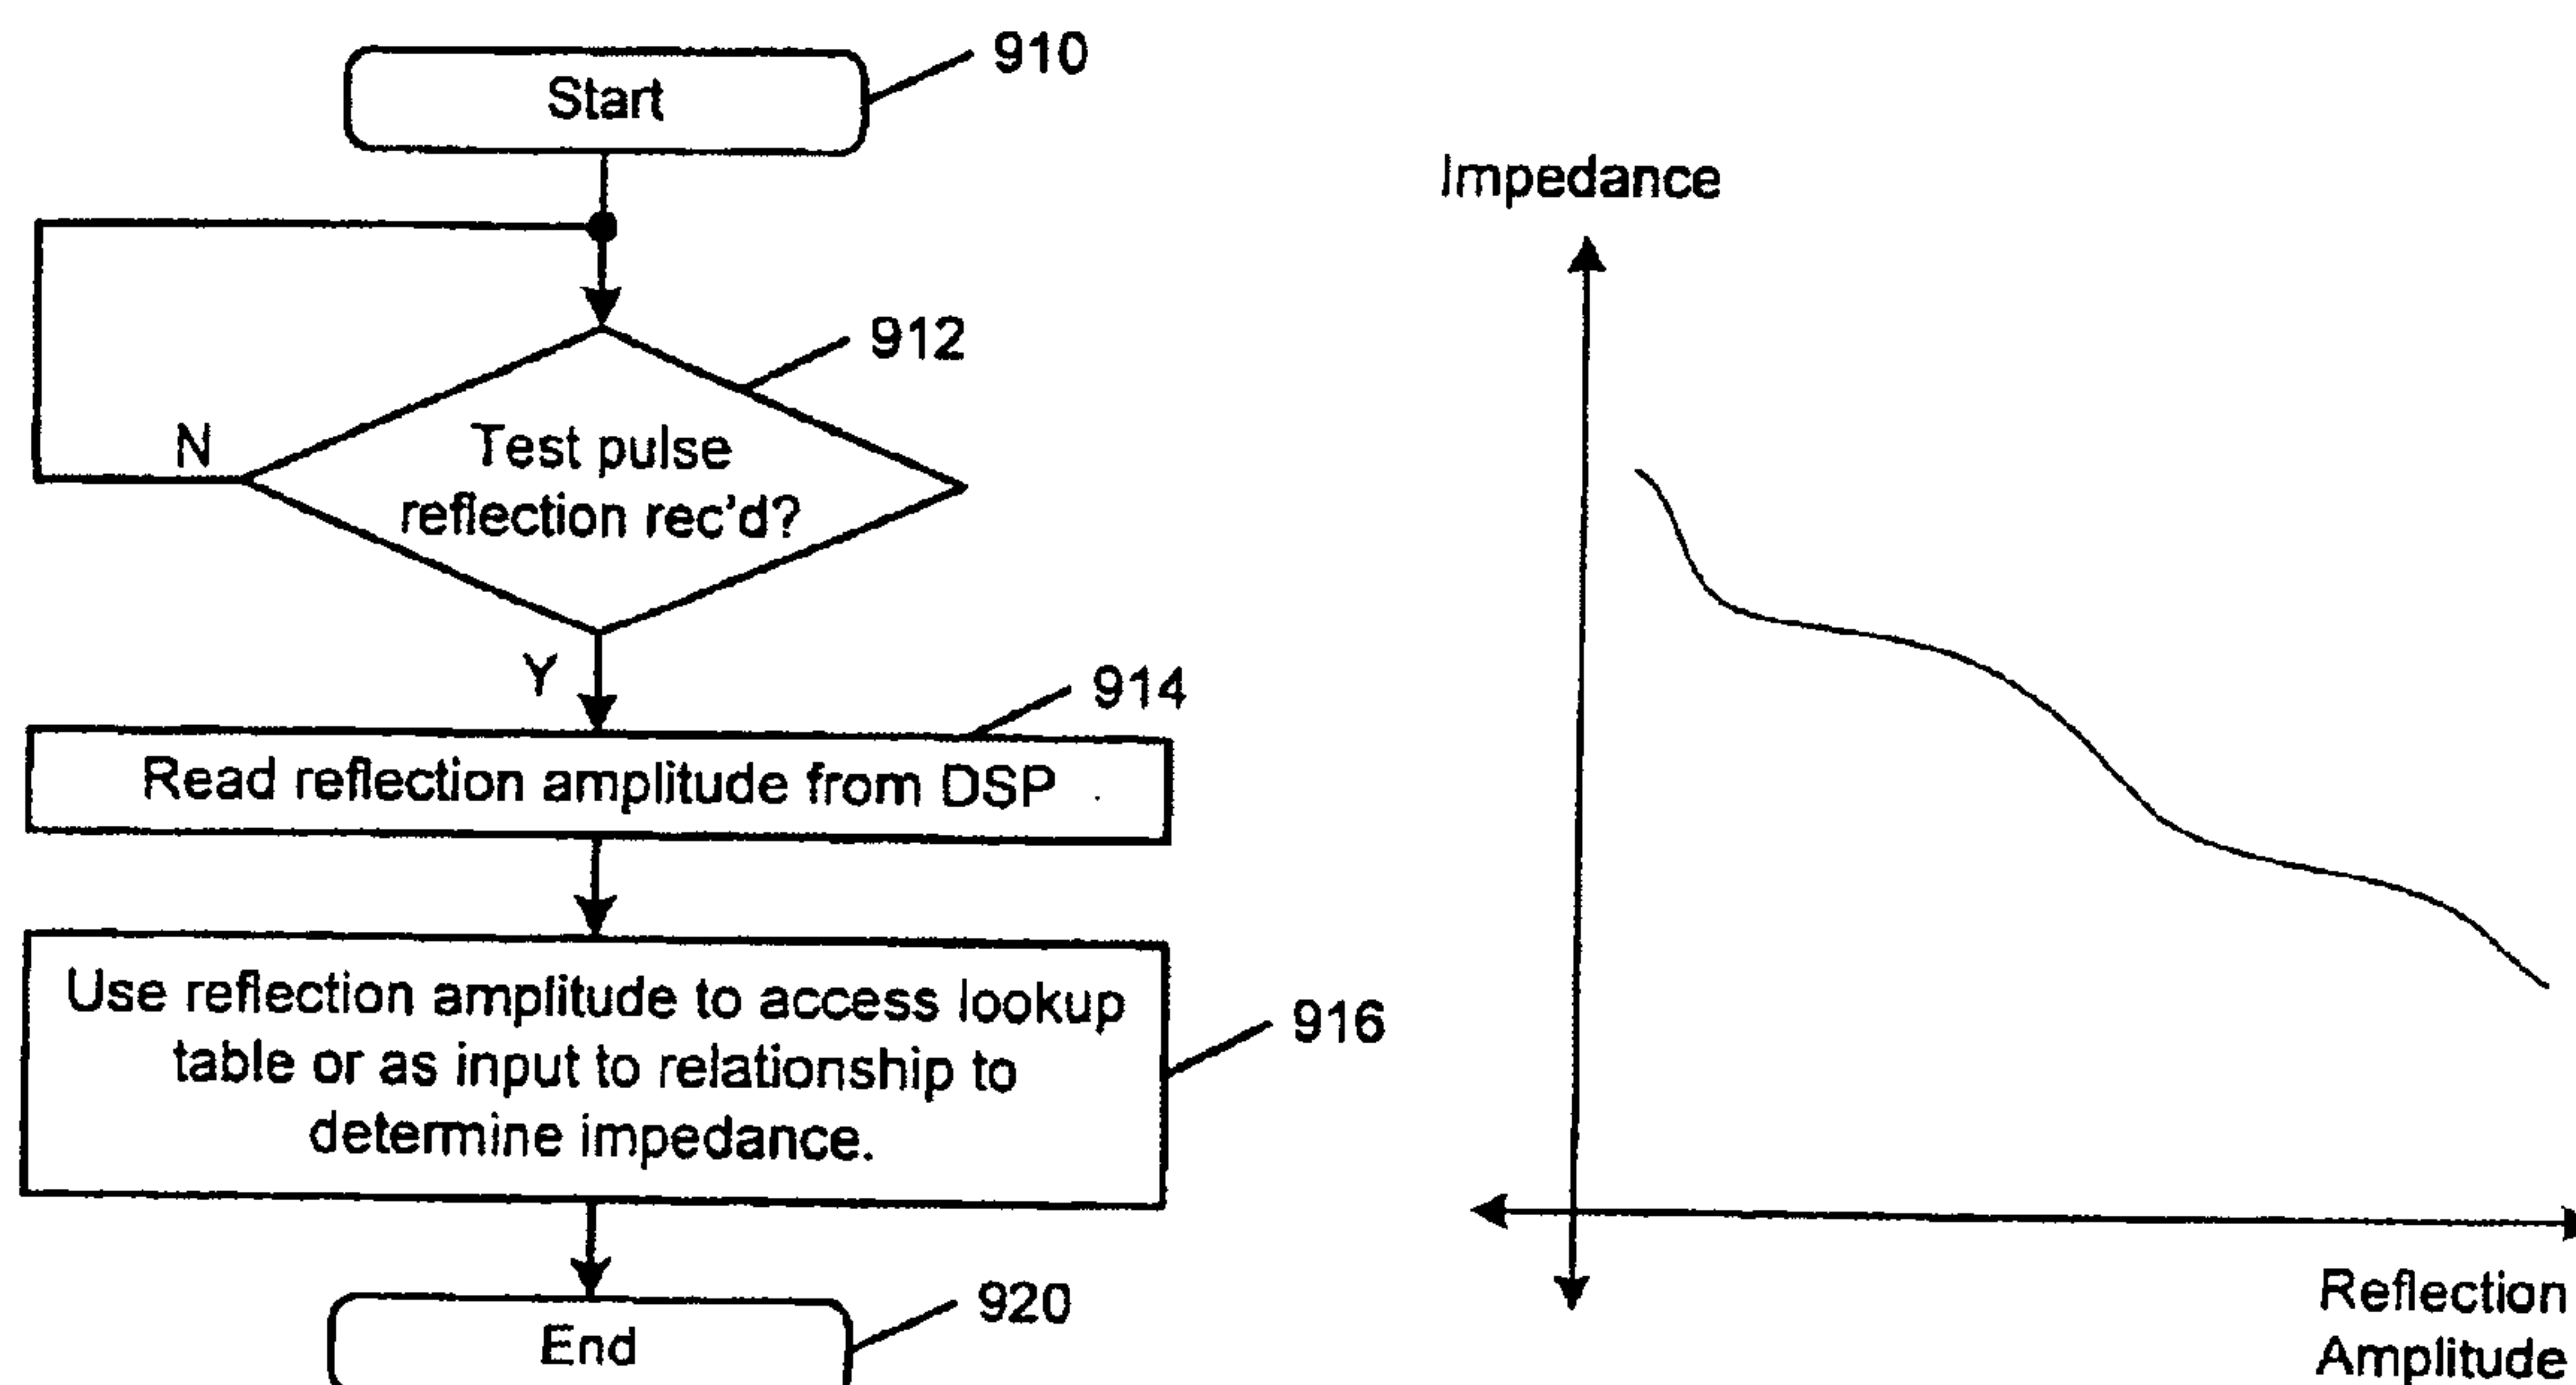 Start
910
912
N
Test pulse
reflection rec'd?
Y
914
Read reflection amplitude from DSP
Use reflection amplitude to access lookup
table or as input to relationship to
determine impedance.
916
920
End
Impedance
Reflection
Amplitude